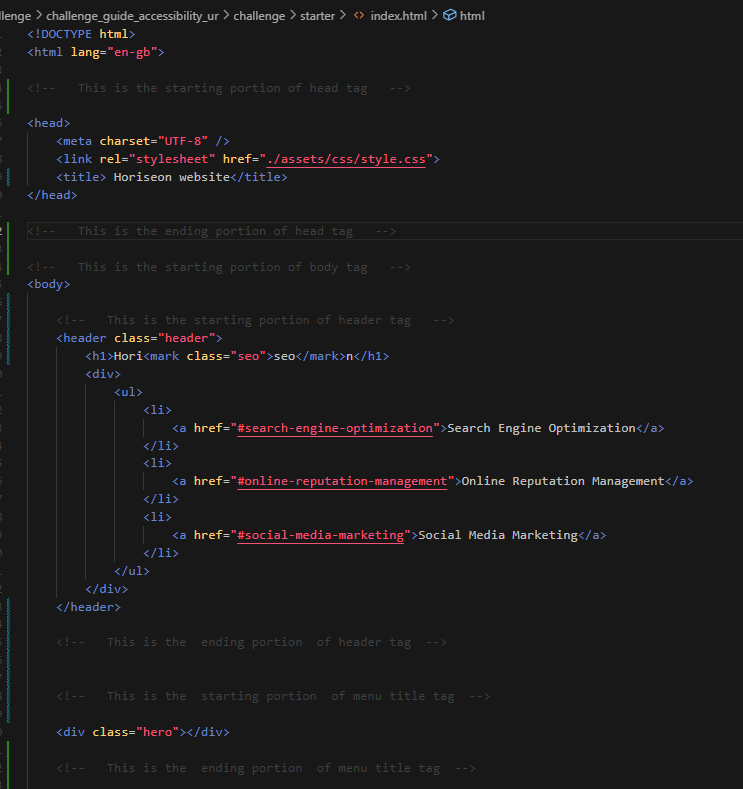 llenge > challenge_guide_accessibility_ur > challenge > starter > <> index.html > html
<!DOCTYPE html>
<html lang="en-gb">
<!--   This is the starting portion of head tag   -->
<head>
<meta charset="UTF-8" />
<link rel="stylesheet" href="./assets/css/style.css">
<title> Horiseon website</title>
</head>
<!--   This is the ending portion of head tag   -->
<!--   This is the starting portion of body tag   -->
<body>
<!--   This is the starting portion of header tag   -->
<header class="header">
<h1>Hori<mark class="seo">seo</mark>n</h1>
<div>
<ul>
<li>
<a href="#search-engine-optimization">Search Engine Optimization</a>
</li>
<li>
<a href="#online-reputation-management">Online Reputation Management</a>
</li>
<li>
<a href="#social-media-marketing">Social Media Marketing</a>
</li>
</ul>
</div>
</header>
<!--   This is the  ending portion  of header tag  -->
<!--   This is the  starting portion  of menu title tag  -->
<div class="hero"></div>
<!--   This is the  ending portion  of menu title tag  -->